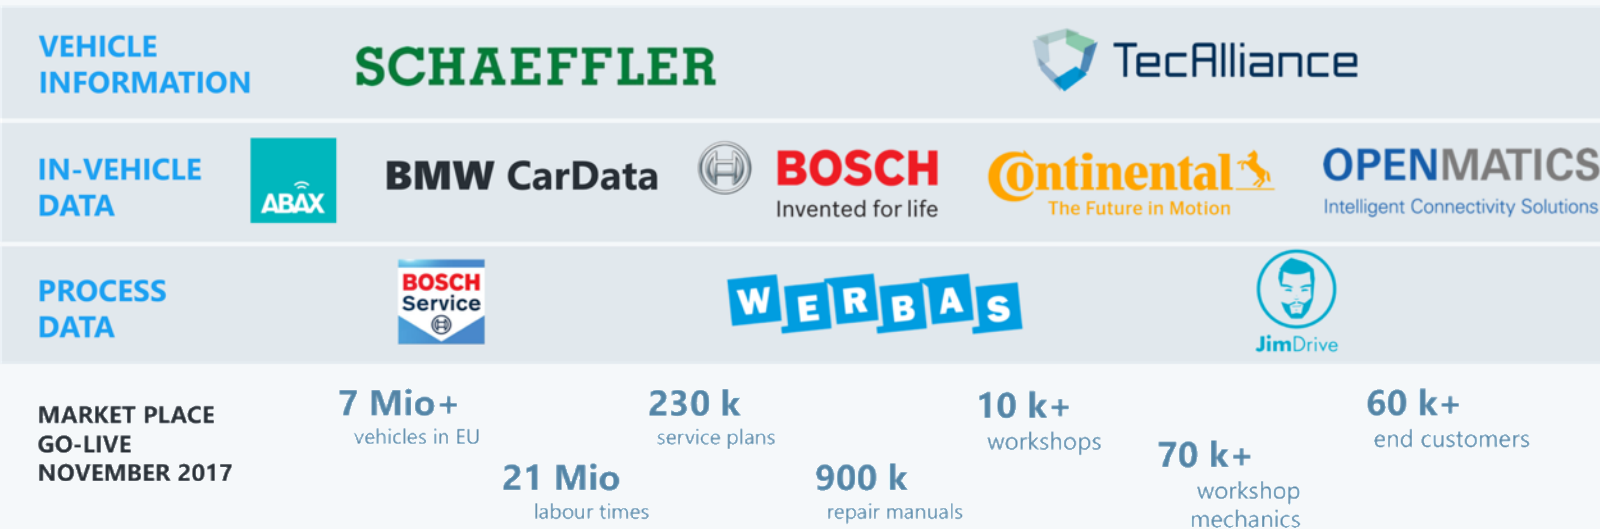 VEHICLE
INFORMATION
SCHAEFFLER
TecAlliance
IN-VEHICLE
DATA
ABAX
BMW CarData
BOSCH
Invented for life
Continental
The Future in Motion
OPENMATICS
Intelligent Connectivity Solutions
PROCESS
DATA
BOSCH
Service
WERBAS
JimDrive
MARKET PLACE
GO-LIVE
NOVEMBER 2017
7 Mio+
vehicles in EU
21 Mio
labour times
230 k
service plans
900 k
repair manuals
10 k+
workshops
70 k+
workshop
mechanics
60 k+
end customers